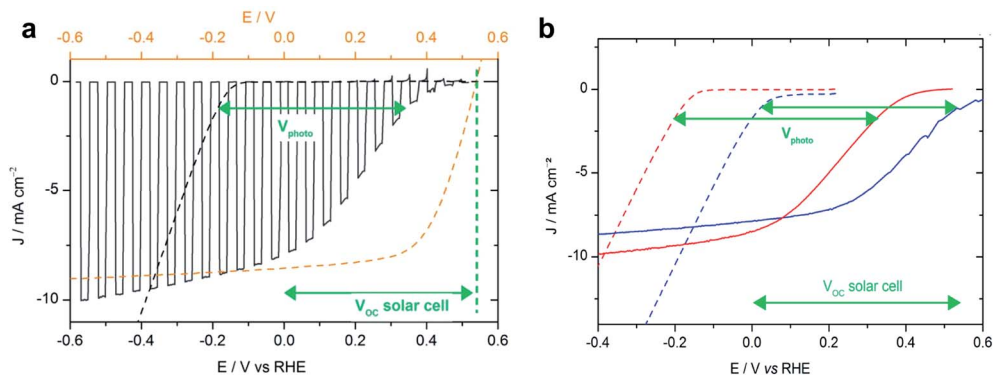 a
E / V
-0.6 -0.4 -0.2 0.0 0.2 0.4 0.6
0
-5
-10
J / mA cm⁻²
V_photo
V_OC solar cell
-0.6 -0.4 -0.2 0.0 0.2 0.4 0.6
E / V vs RHE
b
0
-5
-10
J / mA cm⁻²
V_photo
V_OC solar cell
-0.4 -0.2 0.0 0.2 0.4 0.6
E / V vs RHE